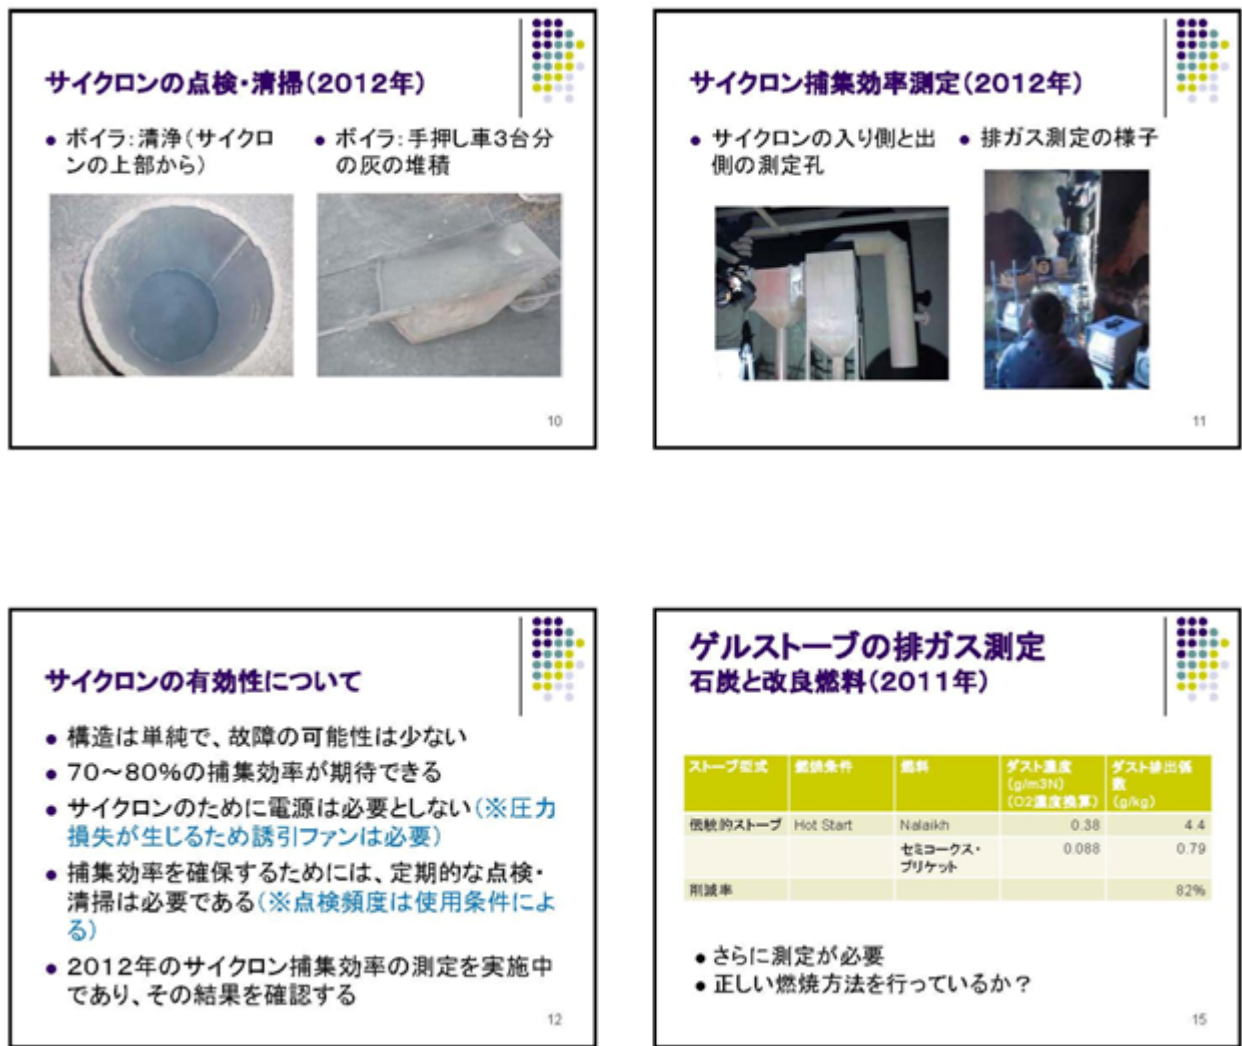 サイクロンの点検・清掃(2012年)
● ボイラ:清浄(サイクロ
ンの上部から)
● ボイラ:手押し車3台分
の灰の堆積
10
サイクロン捕集効率測定(2012年)
● サイクロンの入り側と出
側の測定孔
● 排ガス測定の様子
11
サイクロンの有効性について
● 構造は単純で、故障の可能性は少ない
● 70~80%の捕集効率が期待できる
● サイクロンのために電源は必要としない(※圧力
損失が生じるため誘引ファンは必要)
● 捕集効率を確保するためには、定期的な点検・
清掃は必要である(※点検頻度は使用条件によ
る)
● 2012年のサイクロン捕集効率の測定を実施中
であり、その結果を確認する
12
ゲルストーブの排ガス測定
石炭と改良燃料(2011年)
ストーブ型式 燃焼条件 燃料 ダスト濃度 ダスト排出係
(g/m3N) 数
(O2濃度換算) (g/kg)
伝統的ストーブ Hot Start Nalaikh 0.38 4.4
セミコークス・ 0.088 0.79
ブリケット
削減率 82%
● さらに測定が必要
● 正しい燃焼方法を行っているか?
15